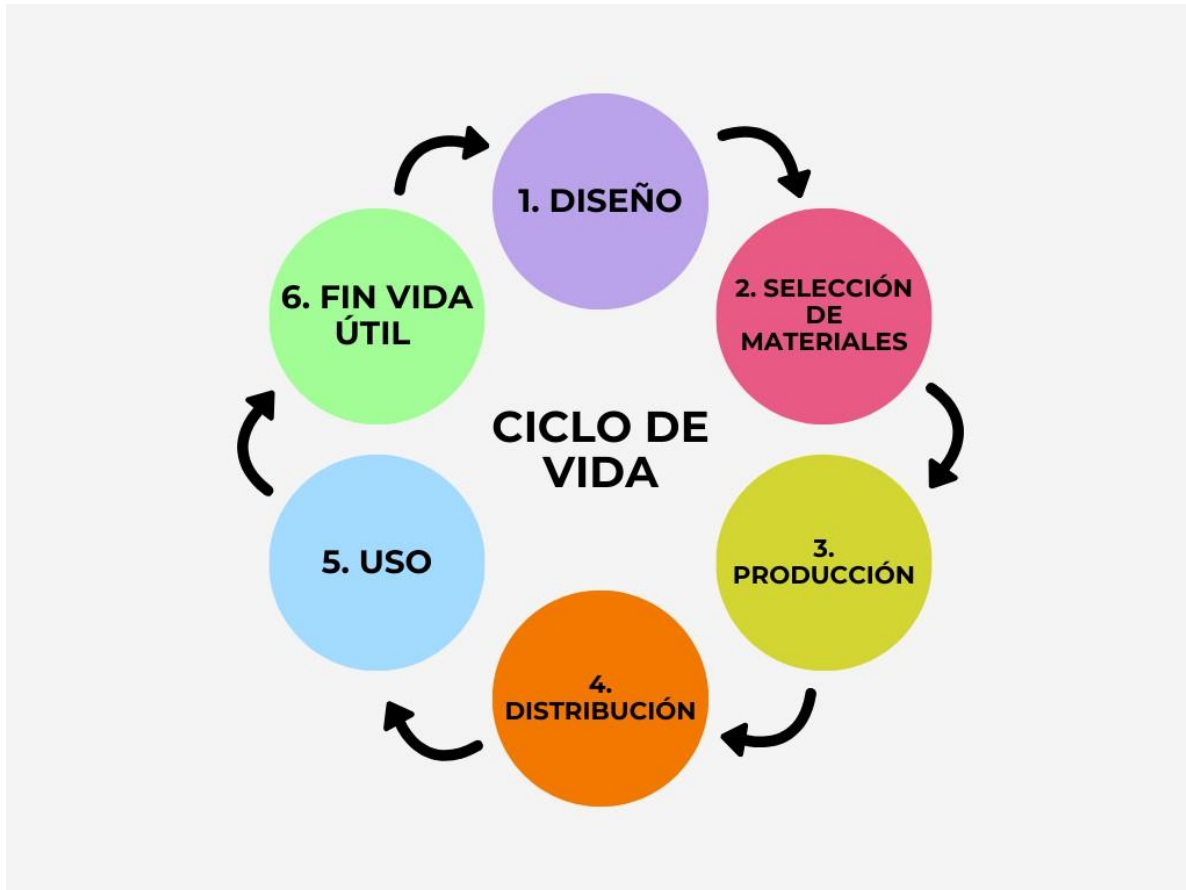 1. DISEÑO
2. SELECCIÓN
DE
MATERIALES
3.
PRODUCCIÓN
4.
DISTRIBUCIÓN
5. USO
6. FIN VIDA
ÚTIL
CICLO DE
VIDA